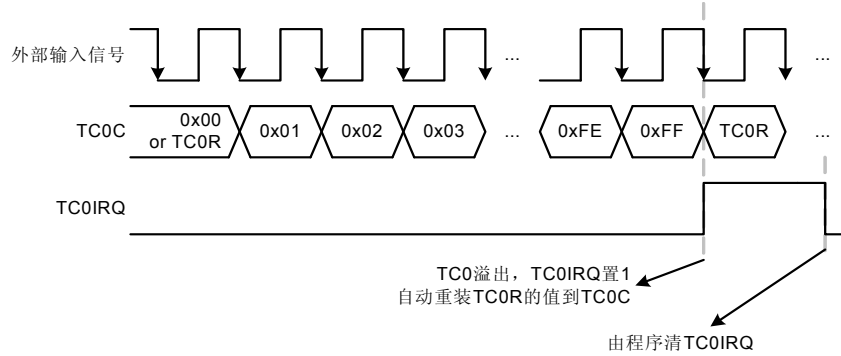 外部输入信号
...
...
TC0C
0x00
or TC0R
0x01
0x02
0x03
...
0xFE
0xFF
TC0R
...
TC0IRQ
TC0溢出，TC0IRQ置1
自动重装TC0R的值到TC0C
由程序清TC0IRQ